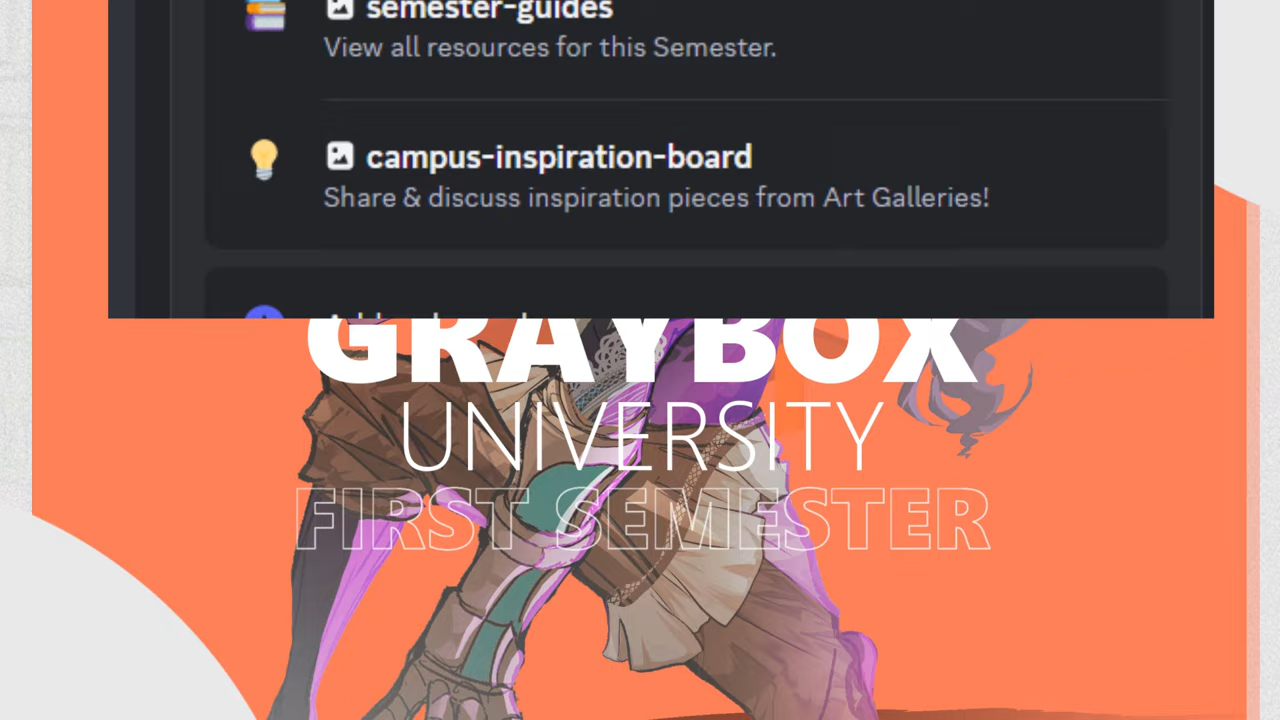 semester-guides
View all resources for this Semester.
campus-inspiration-board
Share & discuss inspiration pieces from Art Galleries!
GRAYBOX
UNIVERSITY
FIRST SEMESTER